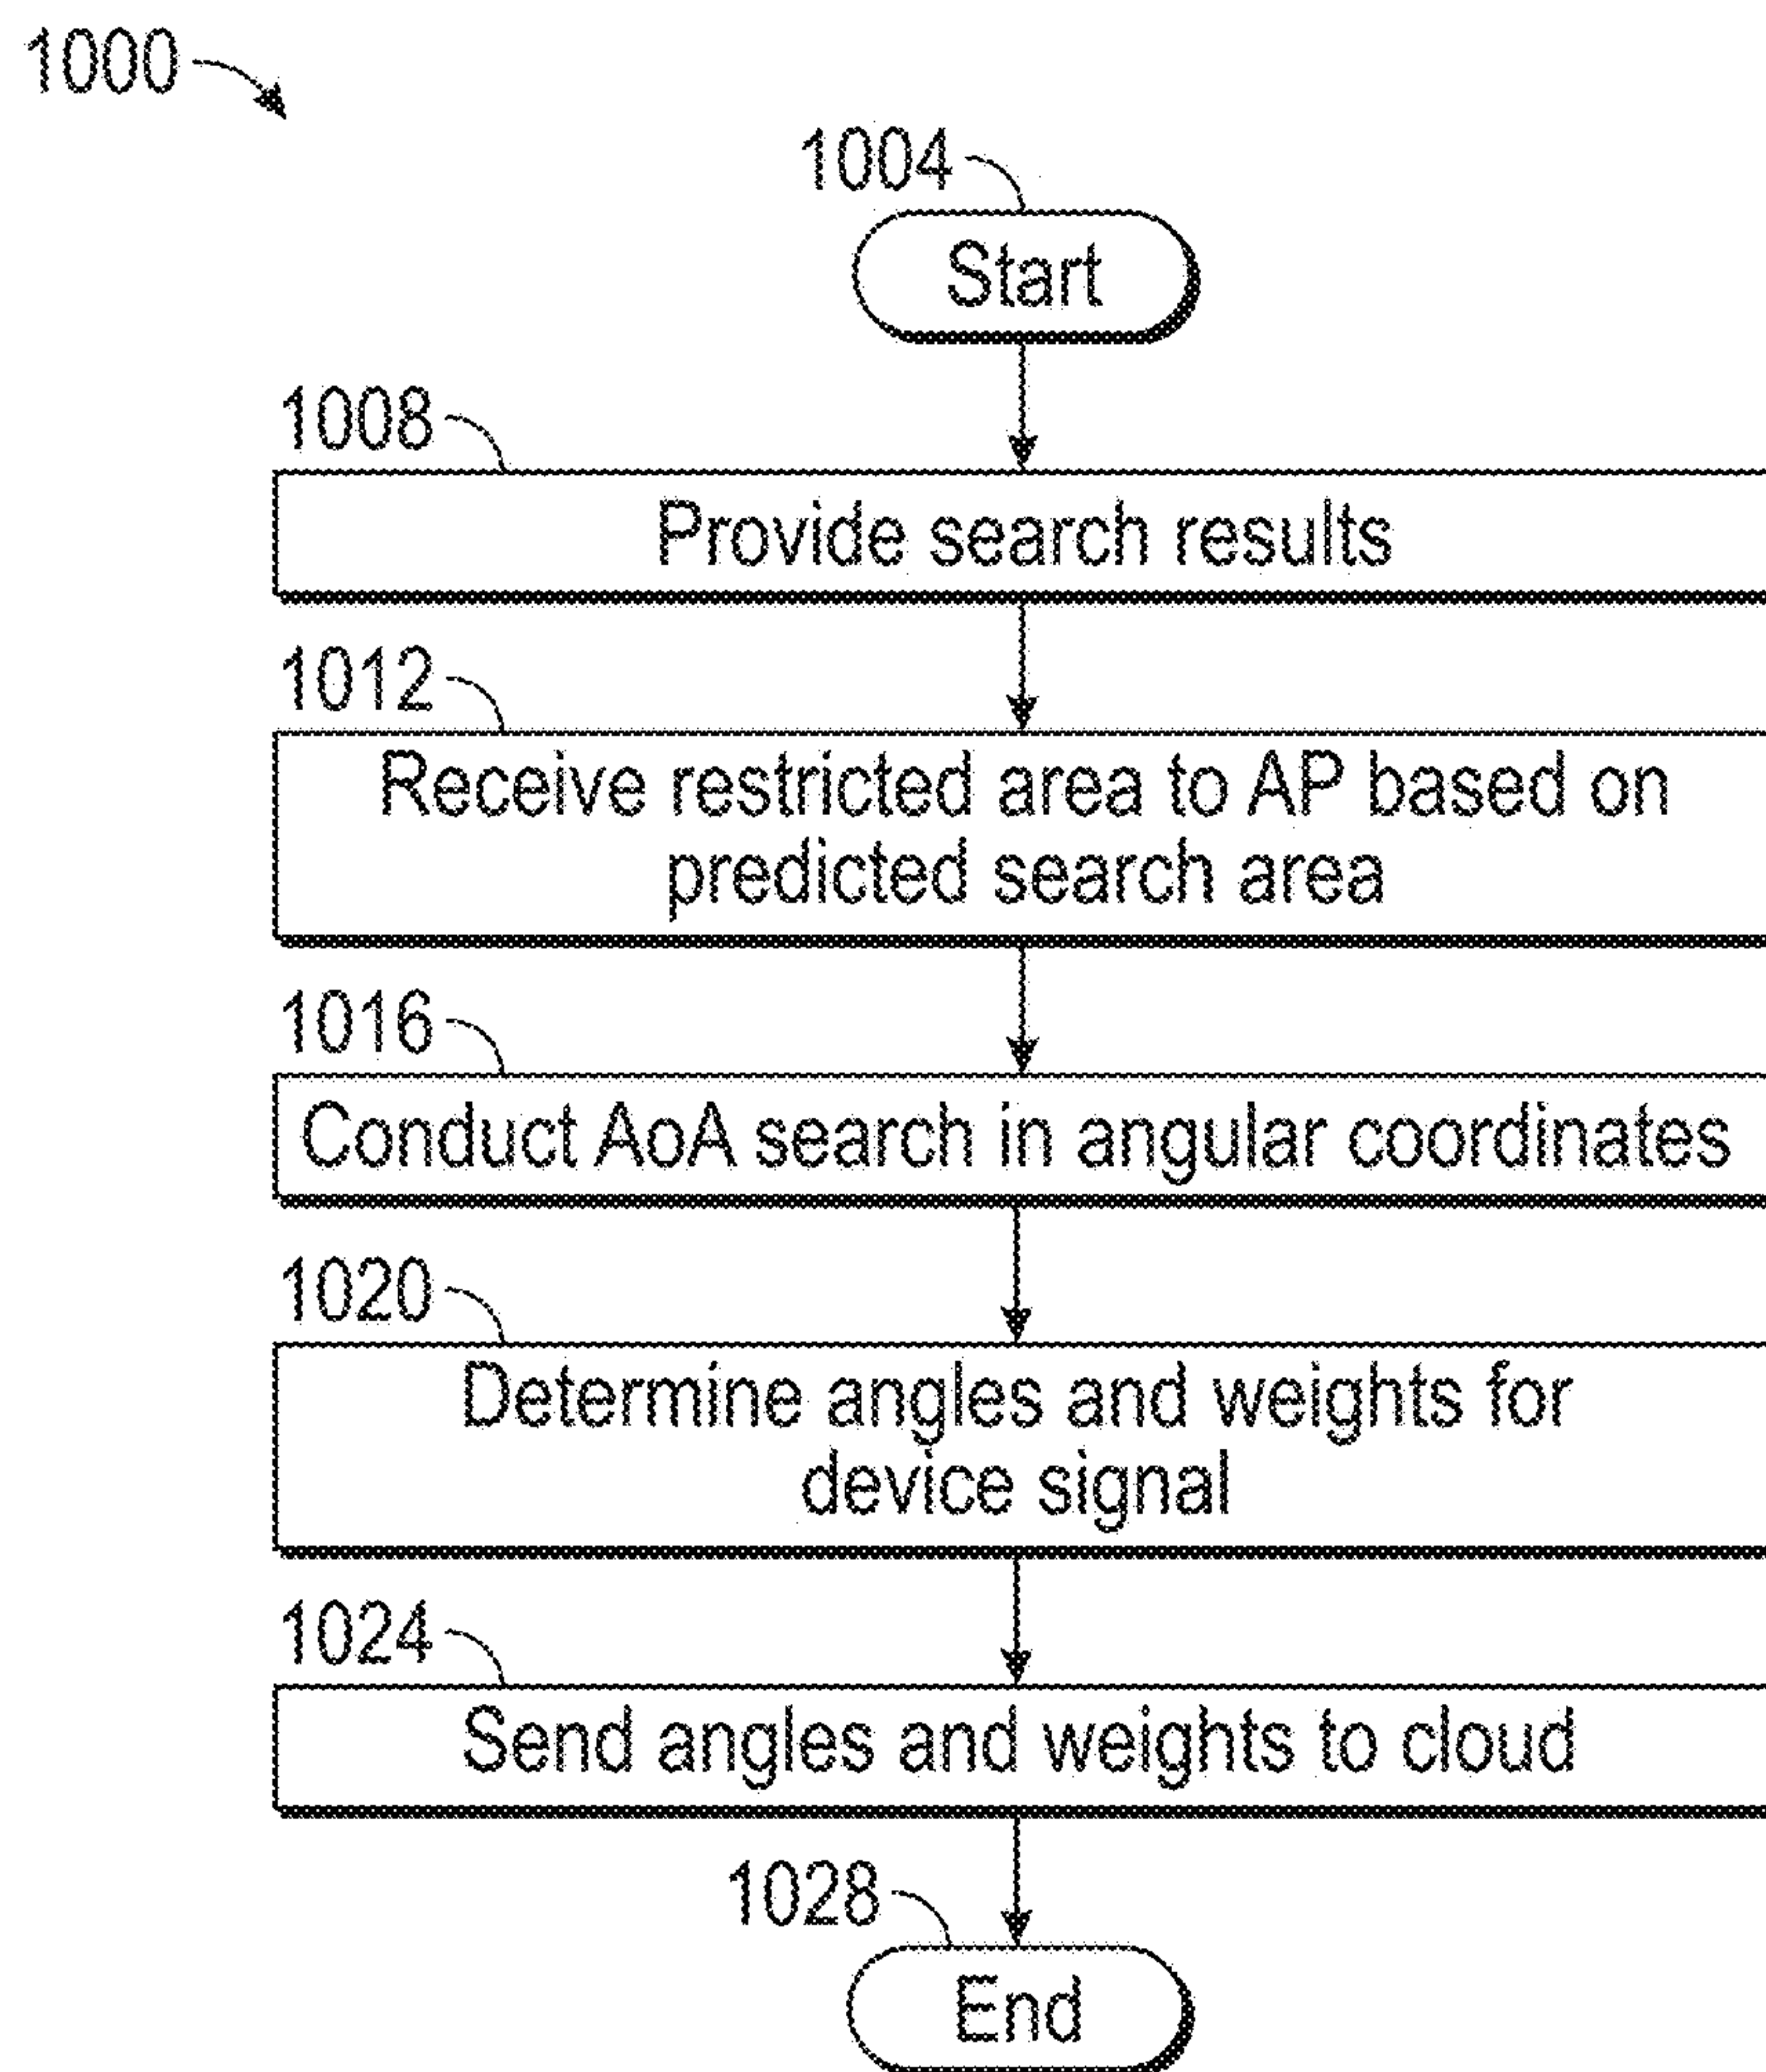 1000
1004
Start
1008
Provide search results
1012
Receive restricted area to AP based on
predicted search area
1016
Conduct AoA search in angular coordinates
1020
Determine angles and weights for
device signal
1024
Send angles and weights to cloud
1028
End